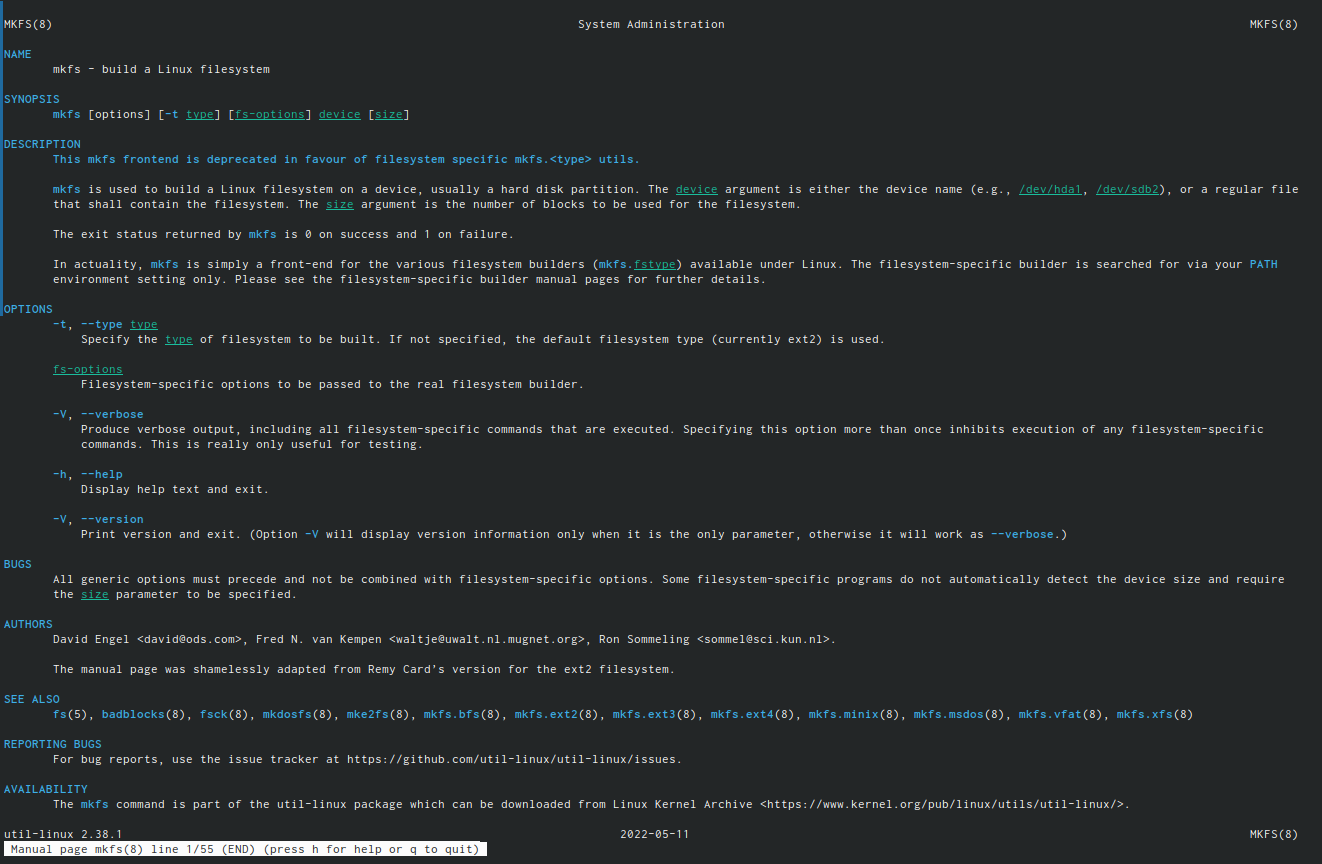 MKFS(8) System Administration MKFS(8)
NAME
mkfs - build a Linux filesystem
SYNOPSIS
mkfs [options] [-t type] [fs-options] device [size]
DESCRIPTION
This mkfs frontend is deprecated in favour of filesystem specific mkfs.<type> utils.
mkfs is used to build a Linux filesystem on a device, usually a hard disk partition. The device argument is either the device name (e.g., /dev/hda1, /dev/sdb2), or a regular file
that shall contain the filesystem. The size argument is the number of blocks to be used for the filesystem.
The exit status returned by mkfs is 0 on success and 1 on failure.
In actuality, mkfs is simply a front-end for the various filesystem builders (mkfs.fstype) available under Linux. The filesystem-specific builder is searched for via your PATH
environment setting only. Please see the filesystem-specific builder manual pages for further details.
OPTIONS
-t, --type type
Specify the type of filesystem to be built. If not specified, the default filesystem type (currently ext2) is used.
fs-options
Filesystem-specific options to be passed to the real filesystem builder.
-V, --verbose
Produce verbose output, including all filesystem-specific commands that are executed. Specifying this option more than once inhibits execution of any filesystem-specific
commands. This is really only useful for testing.
-h, --help
Display help text and exit.
-V, --version
Print version and exit. (Option -V will display version information only when it is the only parameter, otherwise it will work as --verbose.)
BUGS
All generic options must precede and not be combined with filesystem-specific options. Some filesystem-specific programs do not automatically detect the device size and require
the size parameter to be specified.
AUTHORS
David Engel <david@ods.com>, Fred N. van Kempen <waltje@uwalt.nl.mugnet.org>, Ron Sommeling <sommel@sci.kun.nl>.
The manual page was shamelessly adapted from Remy Card's version for the ext2 filesystem.
SEE ALSO
fs(5), badblocks(8), fsck(8), mkdosfs(8), mke2fs(8), mkfs.bfs(8), mkfs.ext2(8), mkfs.ext3(8), mkfs.ext4(8), mkfs.minix(8), mkfs.msdos(8), mkfs.vfat(8), mkfs.xfs(8)
REPORTING BUGS
For bug reports, use the issue tracker at https://github.com/util-linux/util-linux/issues.
AVAILABILITY
The mkfs command is part of the util-linux package which can be downloaded from Linux Kernel Archive <https://www.kernel.org/pub/linux/utils/util-linux/>.
util-linux 2.38.1 2022-05-11 MKFS(8)
Manual page mkfs(8) line 1/55 (END) (press h for help or q to quit)